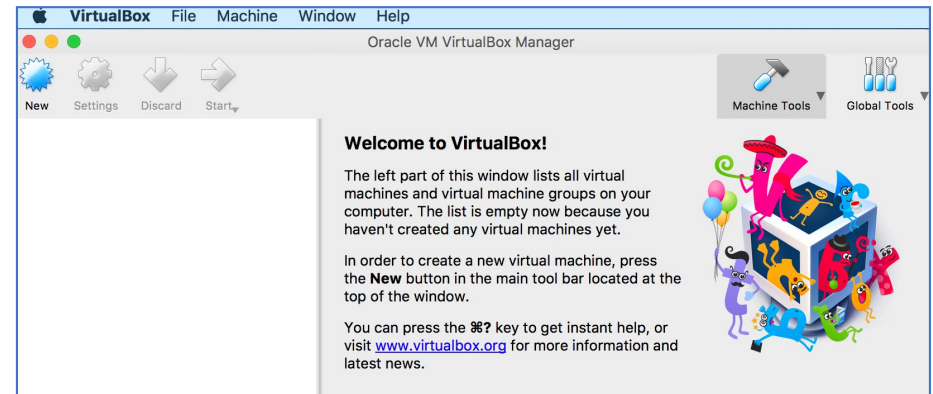 VirtualBox File Machine Window Help
Oracle VM VirtualBox Manager
New Settings Discard Start Machine Tools Global Tools
Welcome to VirtualBox!
The left part of this window lists all virtual
machines and virtual machine groups on your
computer. The list is empty now because you
haven't created any virtual machines yet.
In order to create a new virtual machine, press
the New button in the main tool bar located at the
top of the window.
You can press the ⌘? key to get instant help, or
visit www.virtualbox.org for more information and
latest news.